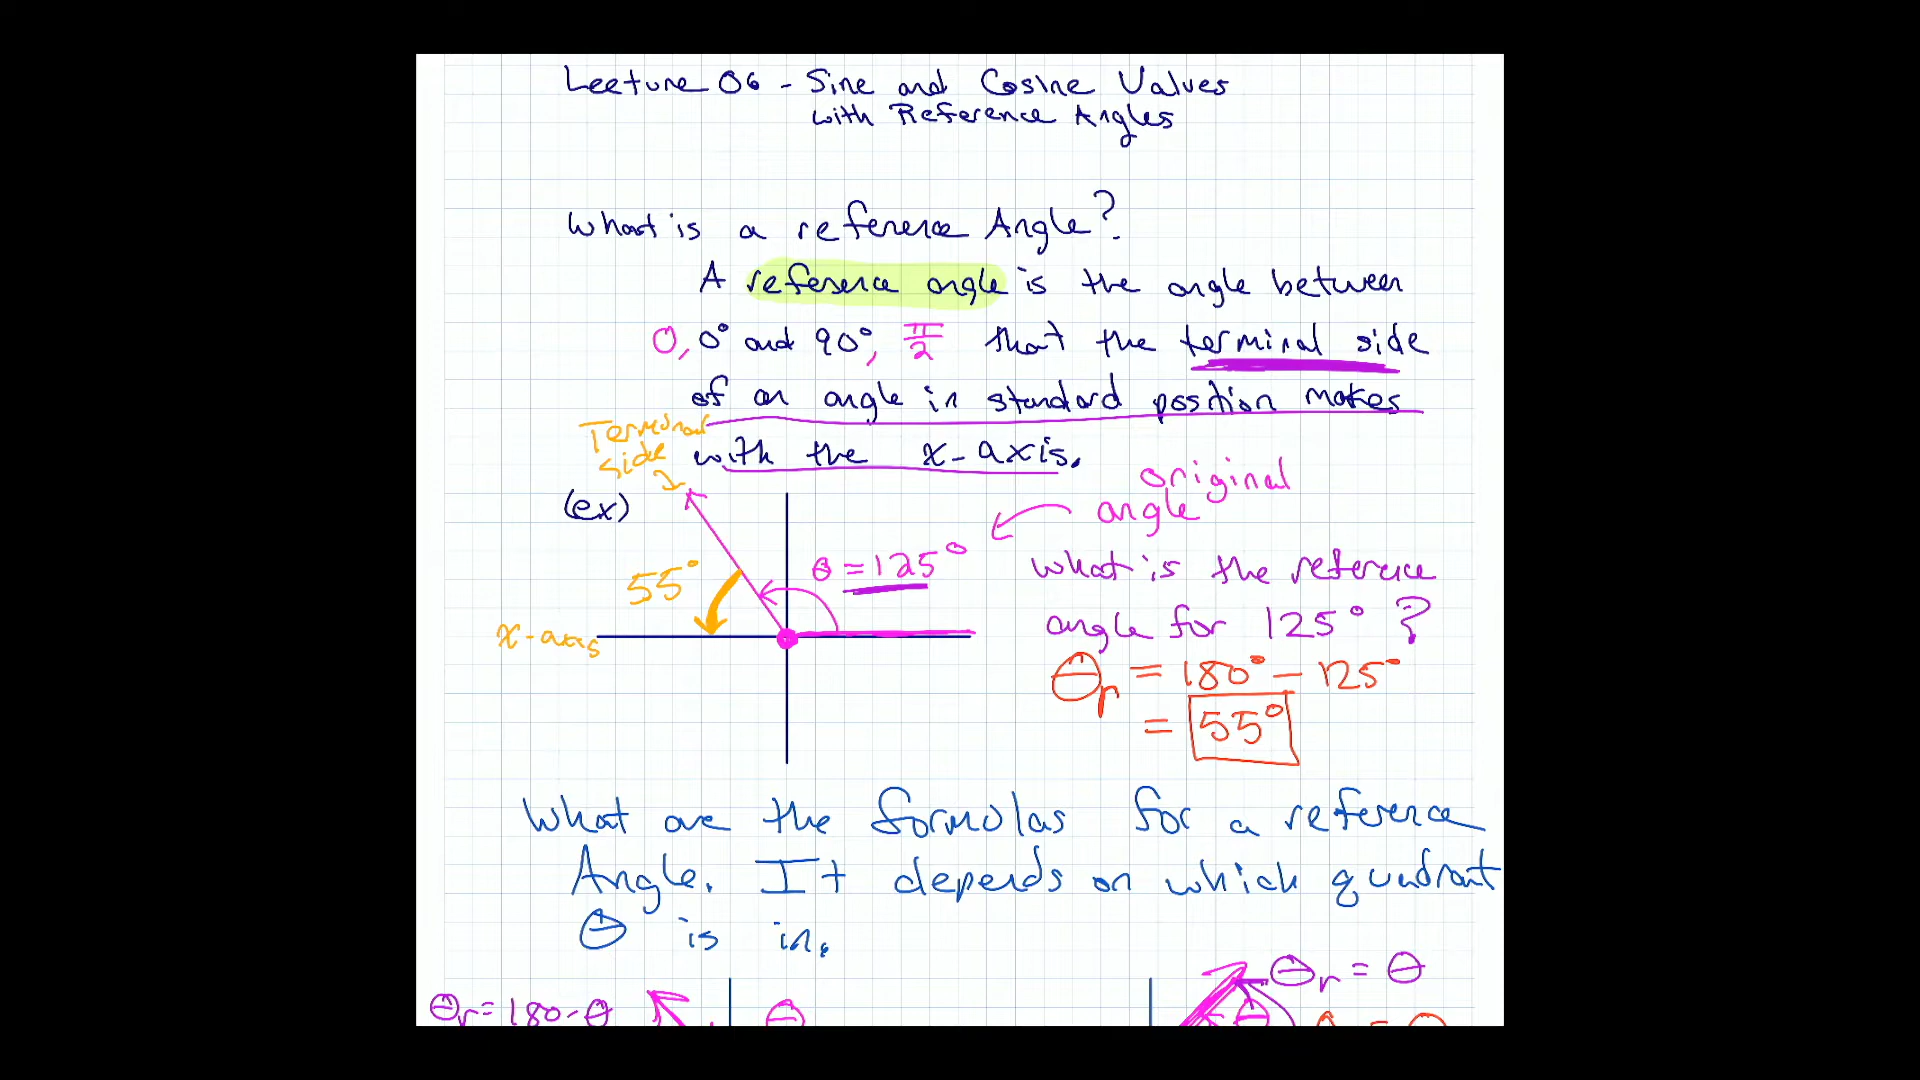 Lecture 06 - Sine and Cosine Values
with Reference Angles
What is a reference Angle?
A reference angle is the angle between
0, 0° and 90°, π/2 that the terminal side
of an angle in standard position makes
with the x-axis.
Terminal
side
(ex)
original
angle
θ = 125°
55°
x-axis
What is the reference
angle for 125°?
θr = 180° - 125°
= 55°
What are the formulas for a reference
Angle. It depends on which quadrant
θ is in.
θr = θ
θr = 180 - θ
θ
θ